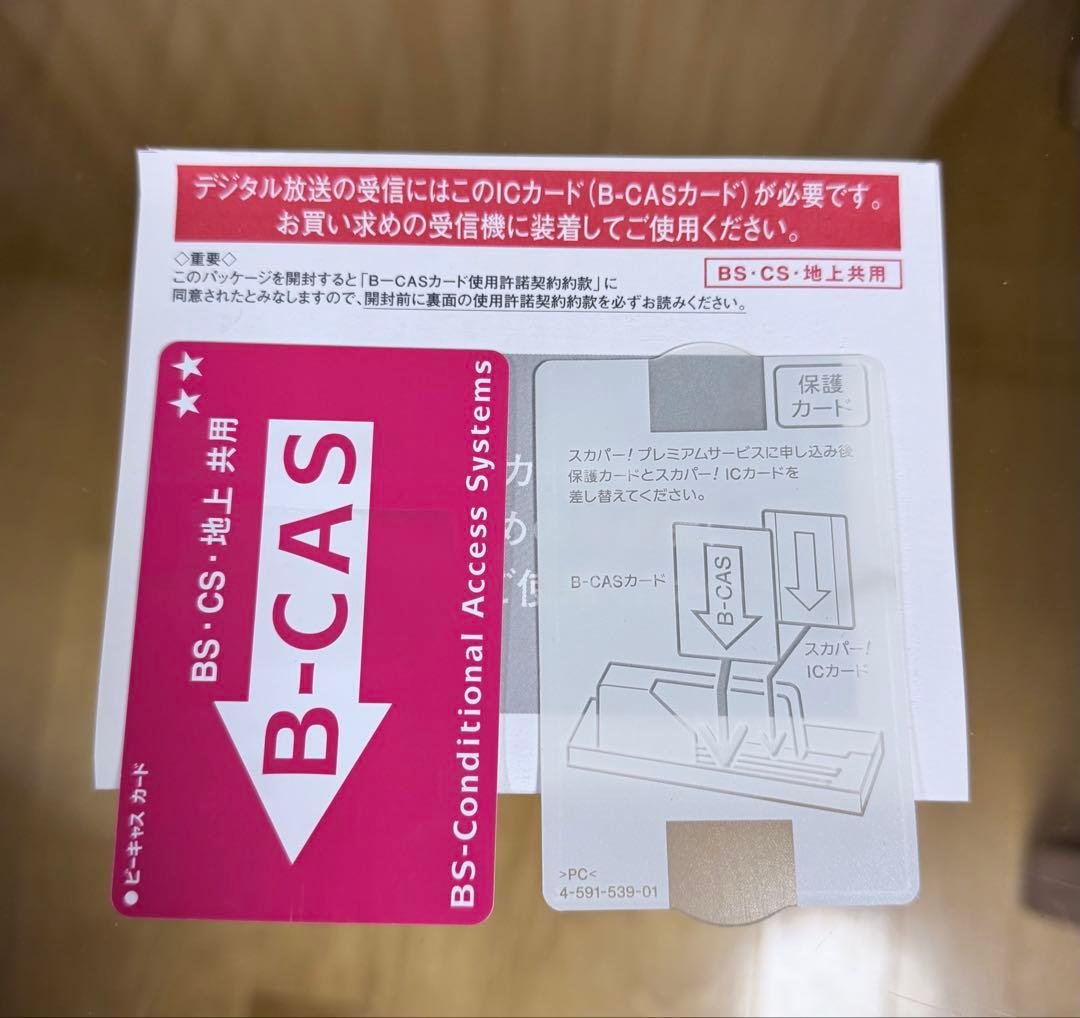 デジタル放送の受信にはこのICカード(B-CASカード)が必要です。
お買い求めの受信機に装着してご使用ください。
◇重要◇
このパッケージを開封すると「B-CASカード使用許諾契約約款」に
同意されたとみなしますので、開封前に裏面の使用許諾契約約款を必ずお読みください。
BS・CS・地上共用
★★
BS・CS・地上 共用
B-CAS
BS-Conditional Access Systems
●ビーキャス カード
カ
め
ご使
保護
カード
スカパー!プレミアムサービスに申し込み後
保護カードとスカパー! ICカードを
差し替えてください。
B-CASカード
B-CAS
スカパー!
ICカード
>PC<
4-591-539-01